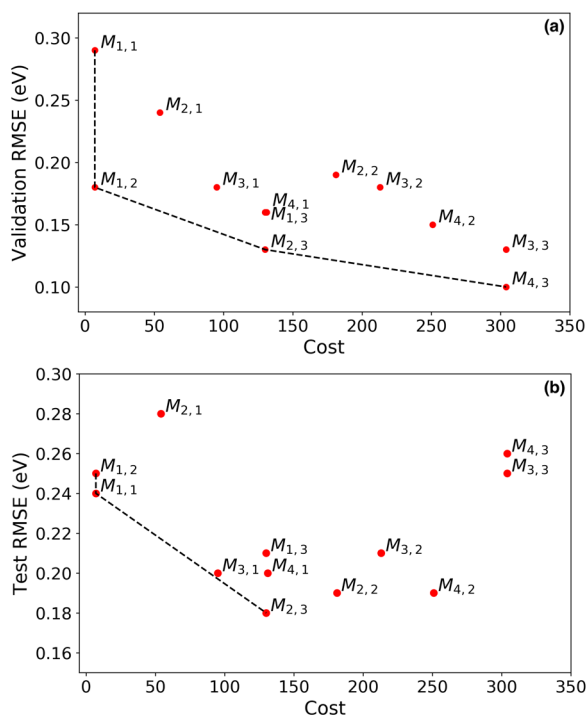 (a)
0.30
0.25
0.20
0.15
0.10
Validation RMSE (eV)
M1, 1
M2, 1
M1, 2
M3, 1
M4, 1
M1, 3
M2, 3
M2, 2
M3, 2
M4, 2
M3, 3
M4, 3
0 50 100 150 200 250 300 350
Cost
(b)
0.30
0.28
0.26
0.24
0.22
0.20
0.18
0.16
Test RMSE (eV)
M2, 1
M1, 2
M1, 1
M4, 3
M3, 3
M1, 3
M3, 2
M3, 1
M4, 1
M2, 2
M4, 2
M2, 3
0 50 100 150 200 250 300 350
Cost